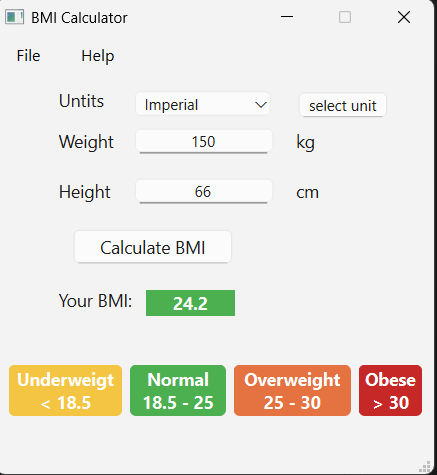 BMI Calculator
File Help
Untits Imperial select unit
Weight 150 kg
Height 66 cm
Calculate BMI
Your BMI: 24.2
Underweigt Normal Overweight Obese
< 18.5 18.5 - 25 25 - 30 > 30